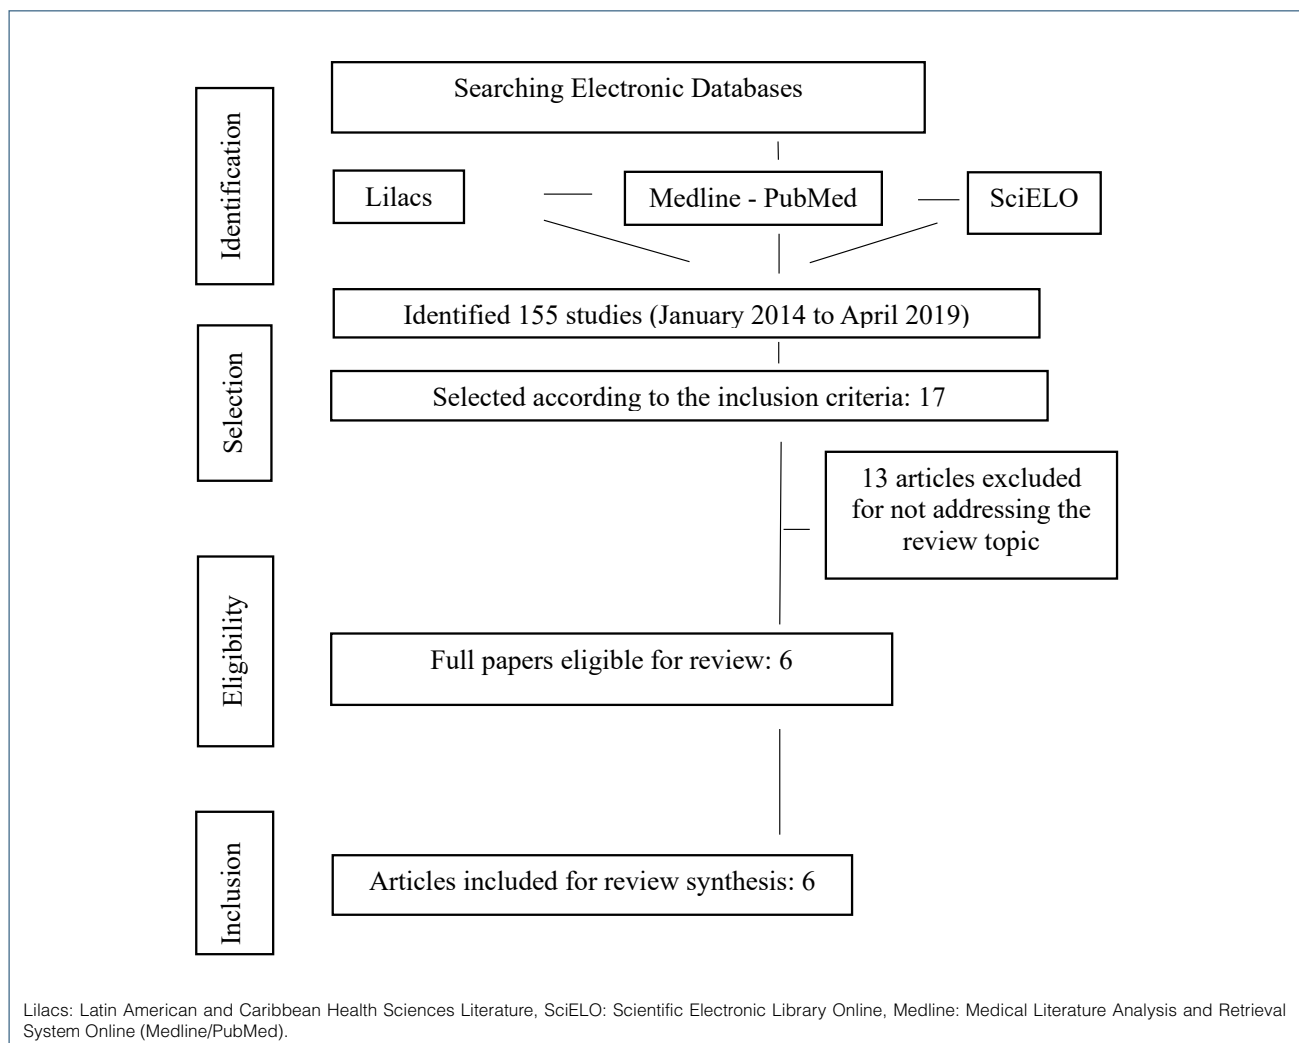 Searching Electronic Databases
Identification
Lilacs
Medline - PubMed
SciELO
Identified 155 studies (January 2014 to April 2019)
Selection
Selected according to the inclusion criteria: 17
13 articles excluded
for not addressing the
review topic
Eligibility
Full papers eligible for review: 6
Inclusion
Articles included for review synthesis: 6
Lilacs: Latin American and Caribbean Health Sciences Literature, SciELO: Scientific Electronic Library Online, Medline: Medical Literature Analysis and Retrieval
System Online (Medline/PubMed).